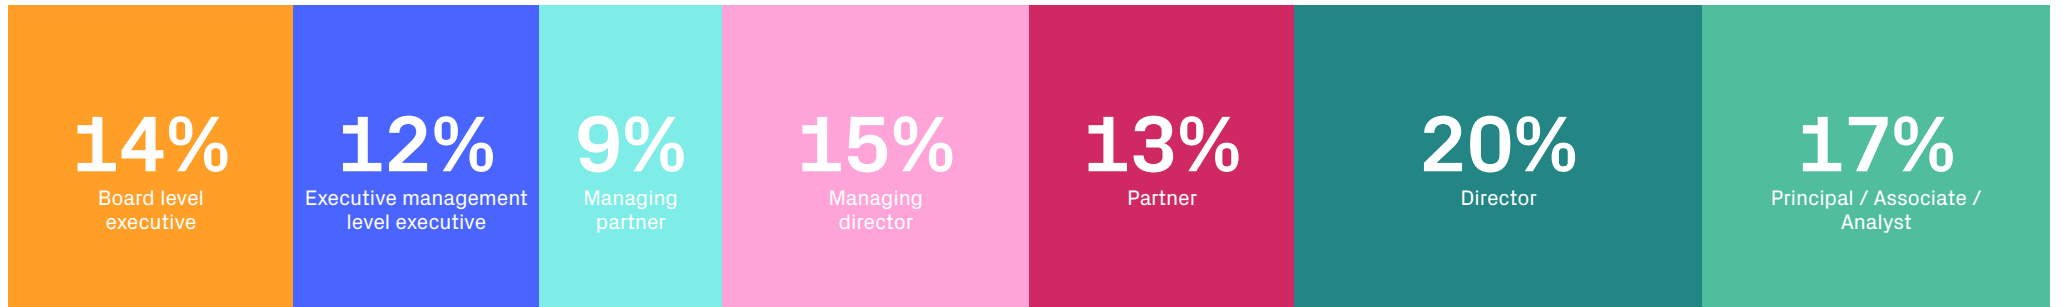 14%
Board level
executive
12%
Executive management
level executive
9%
Managing
partner
15%
Managing
director
13%
Partner
20%
Director
17%
Principal / Associate /
Analyst